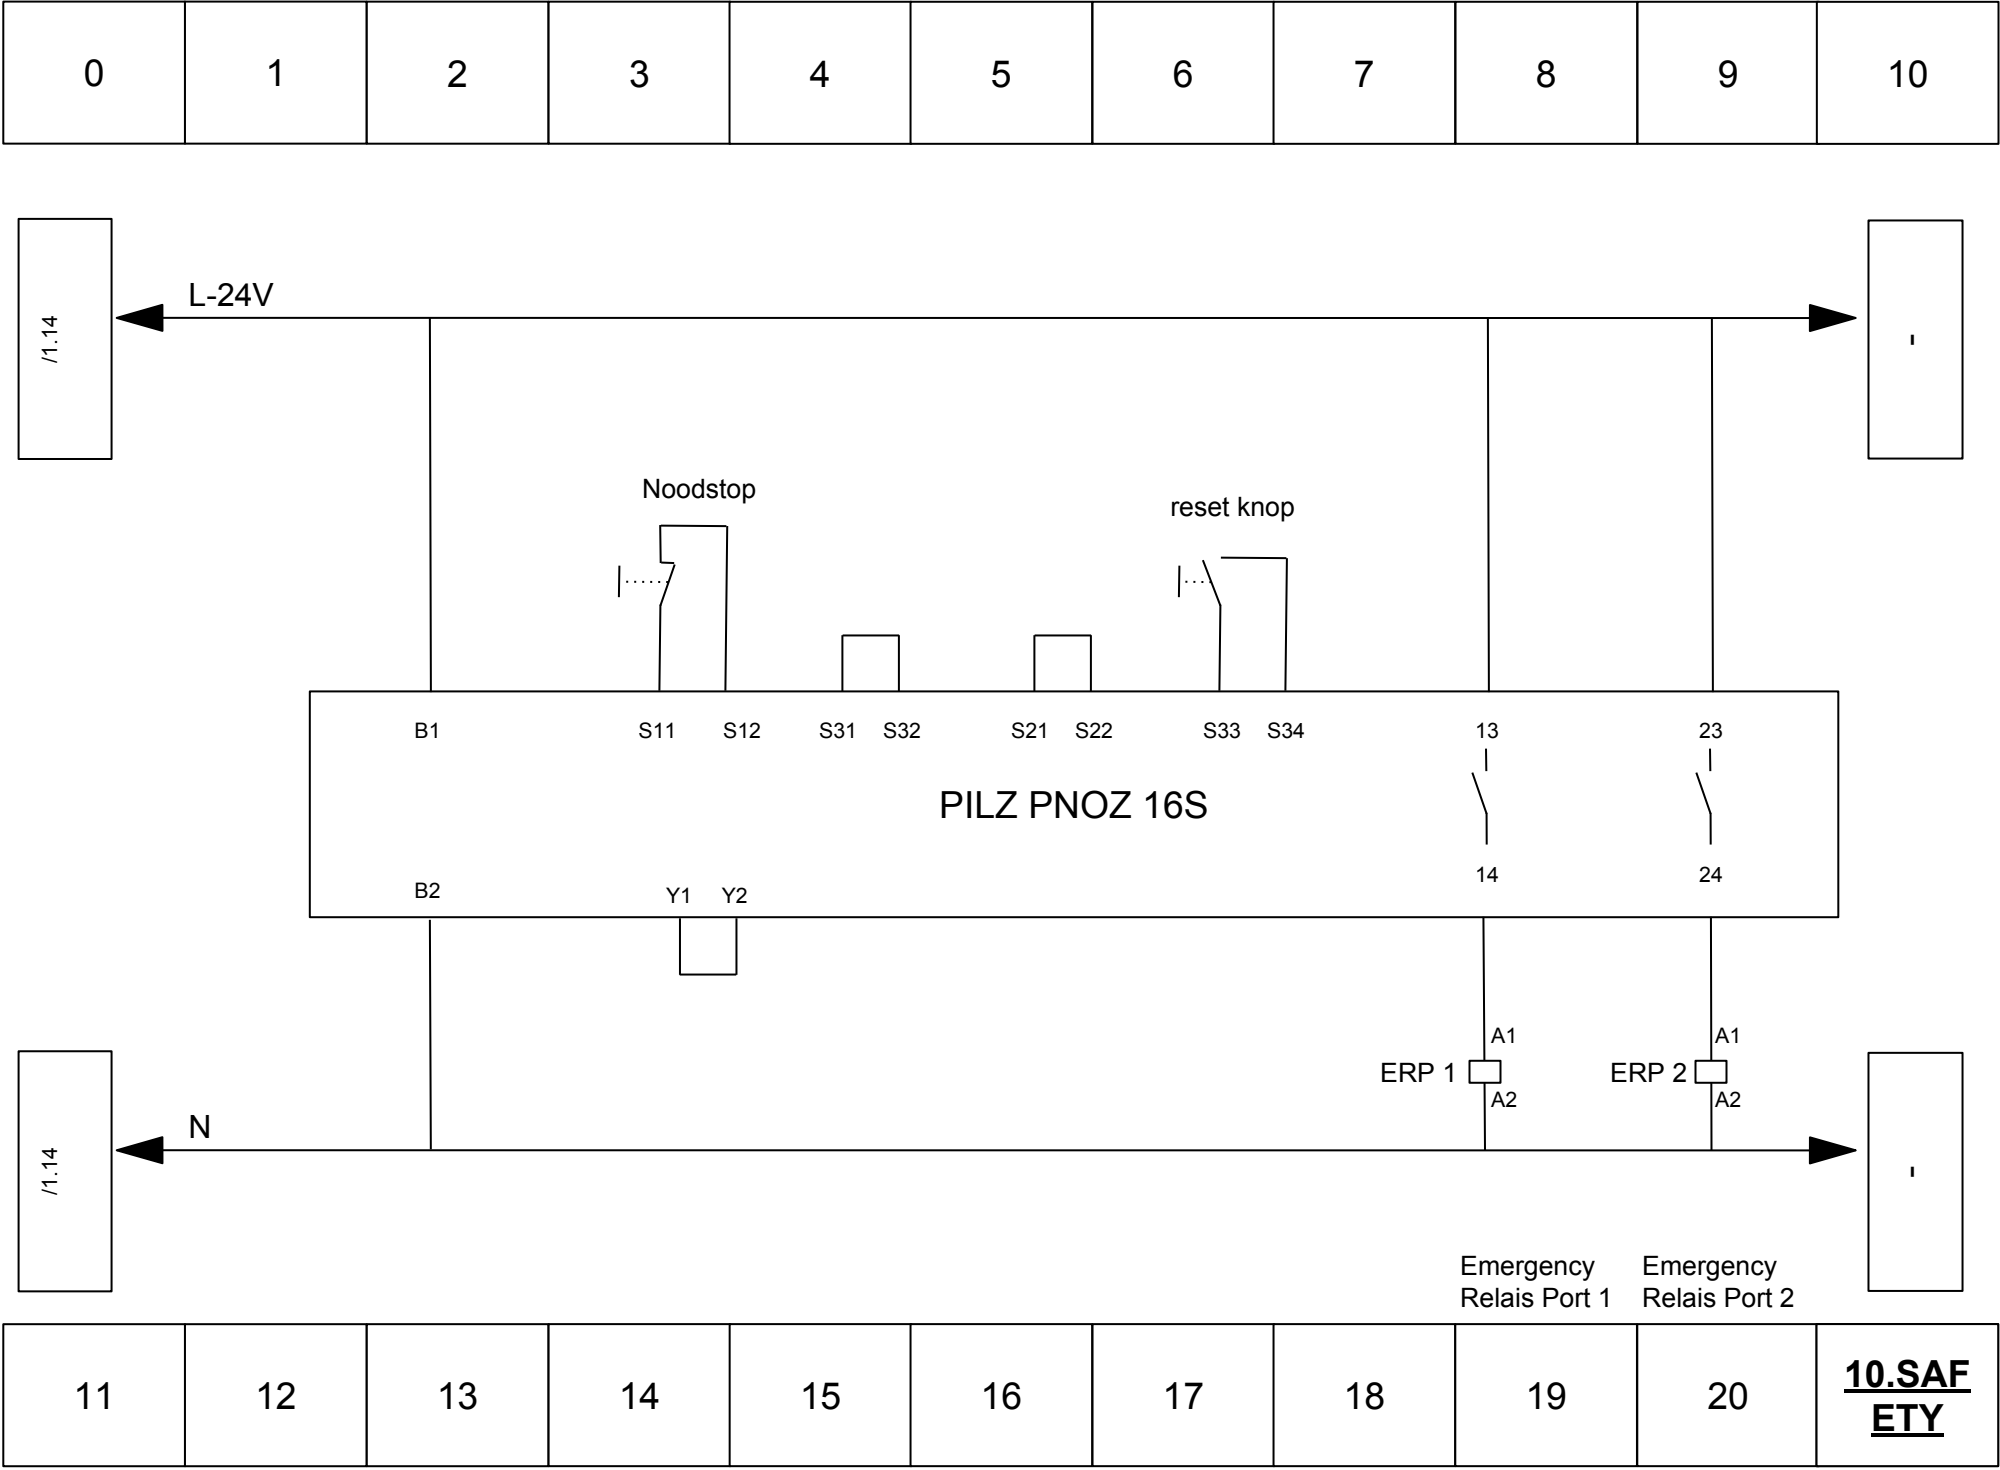 0 1 2 3 4 5 6 7 8 9 10
/1.14
L-24V
-
Noodstop
reset knop
B1 S11 S12 S31 S32 S21 S22 S33 S34 13 23
PILZ PNOZ 16S
B2 Y1 Y2 14 24
A1 A1
ERP 1 ERP 2
A2 A2
/1.14
N
-
Emergency
Relais Port 1
Emergency
Relais Port 2
11 12 13 14 15 16 17 18 19 20
10.SAF
ETY